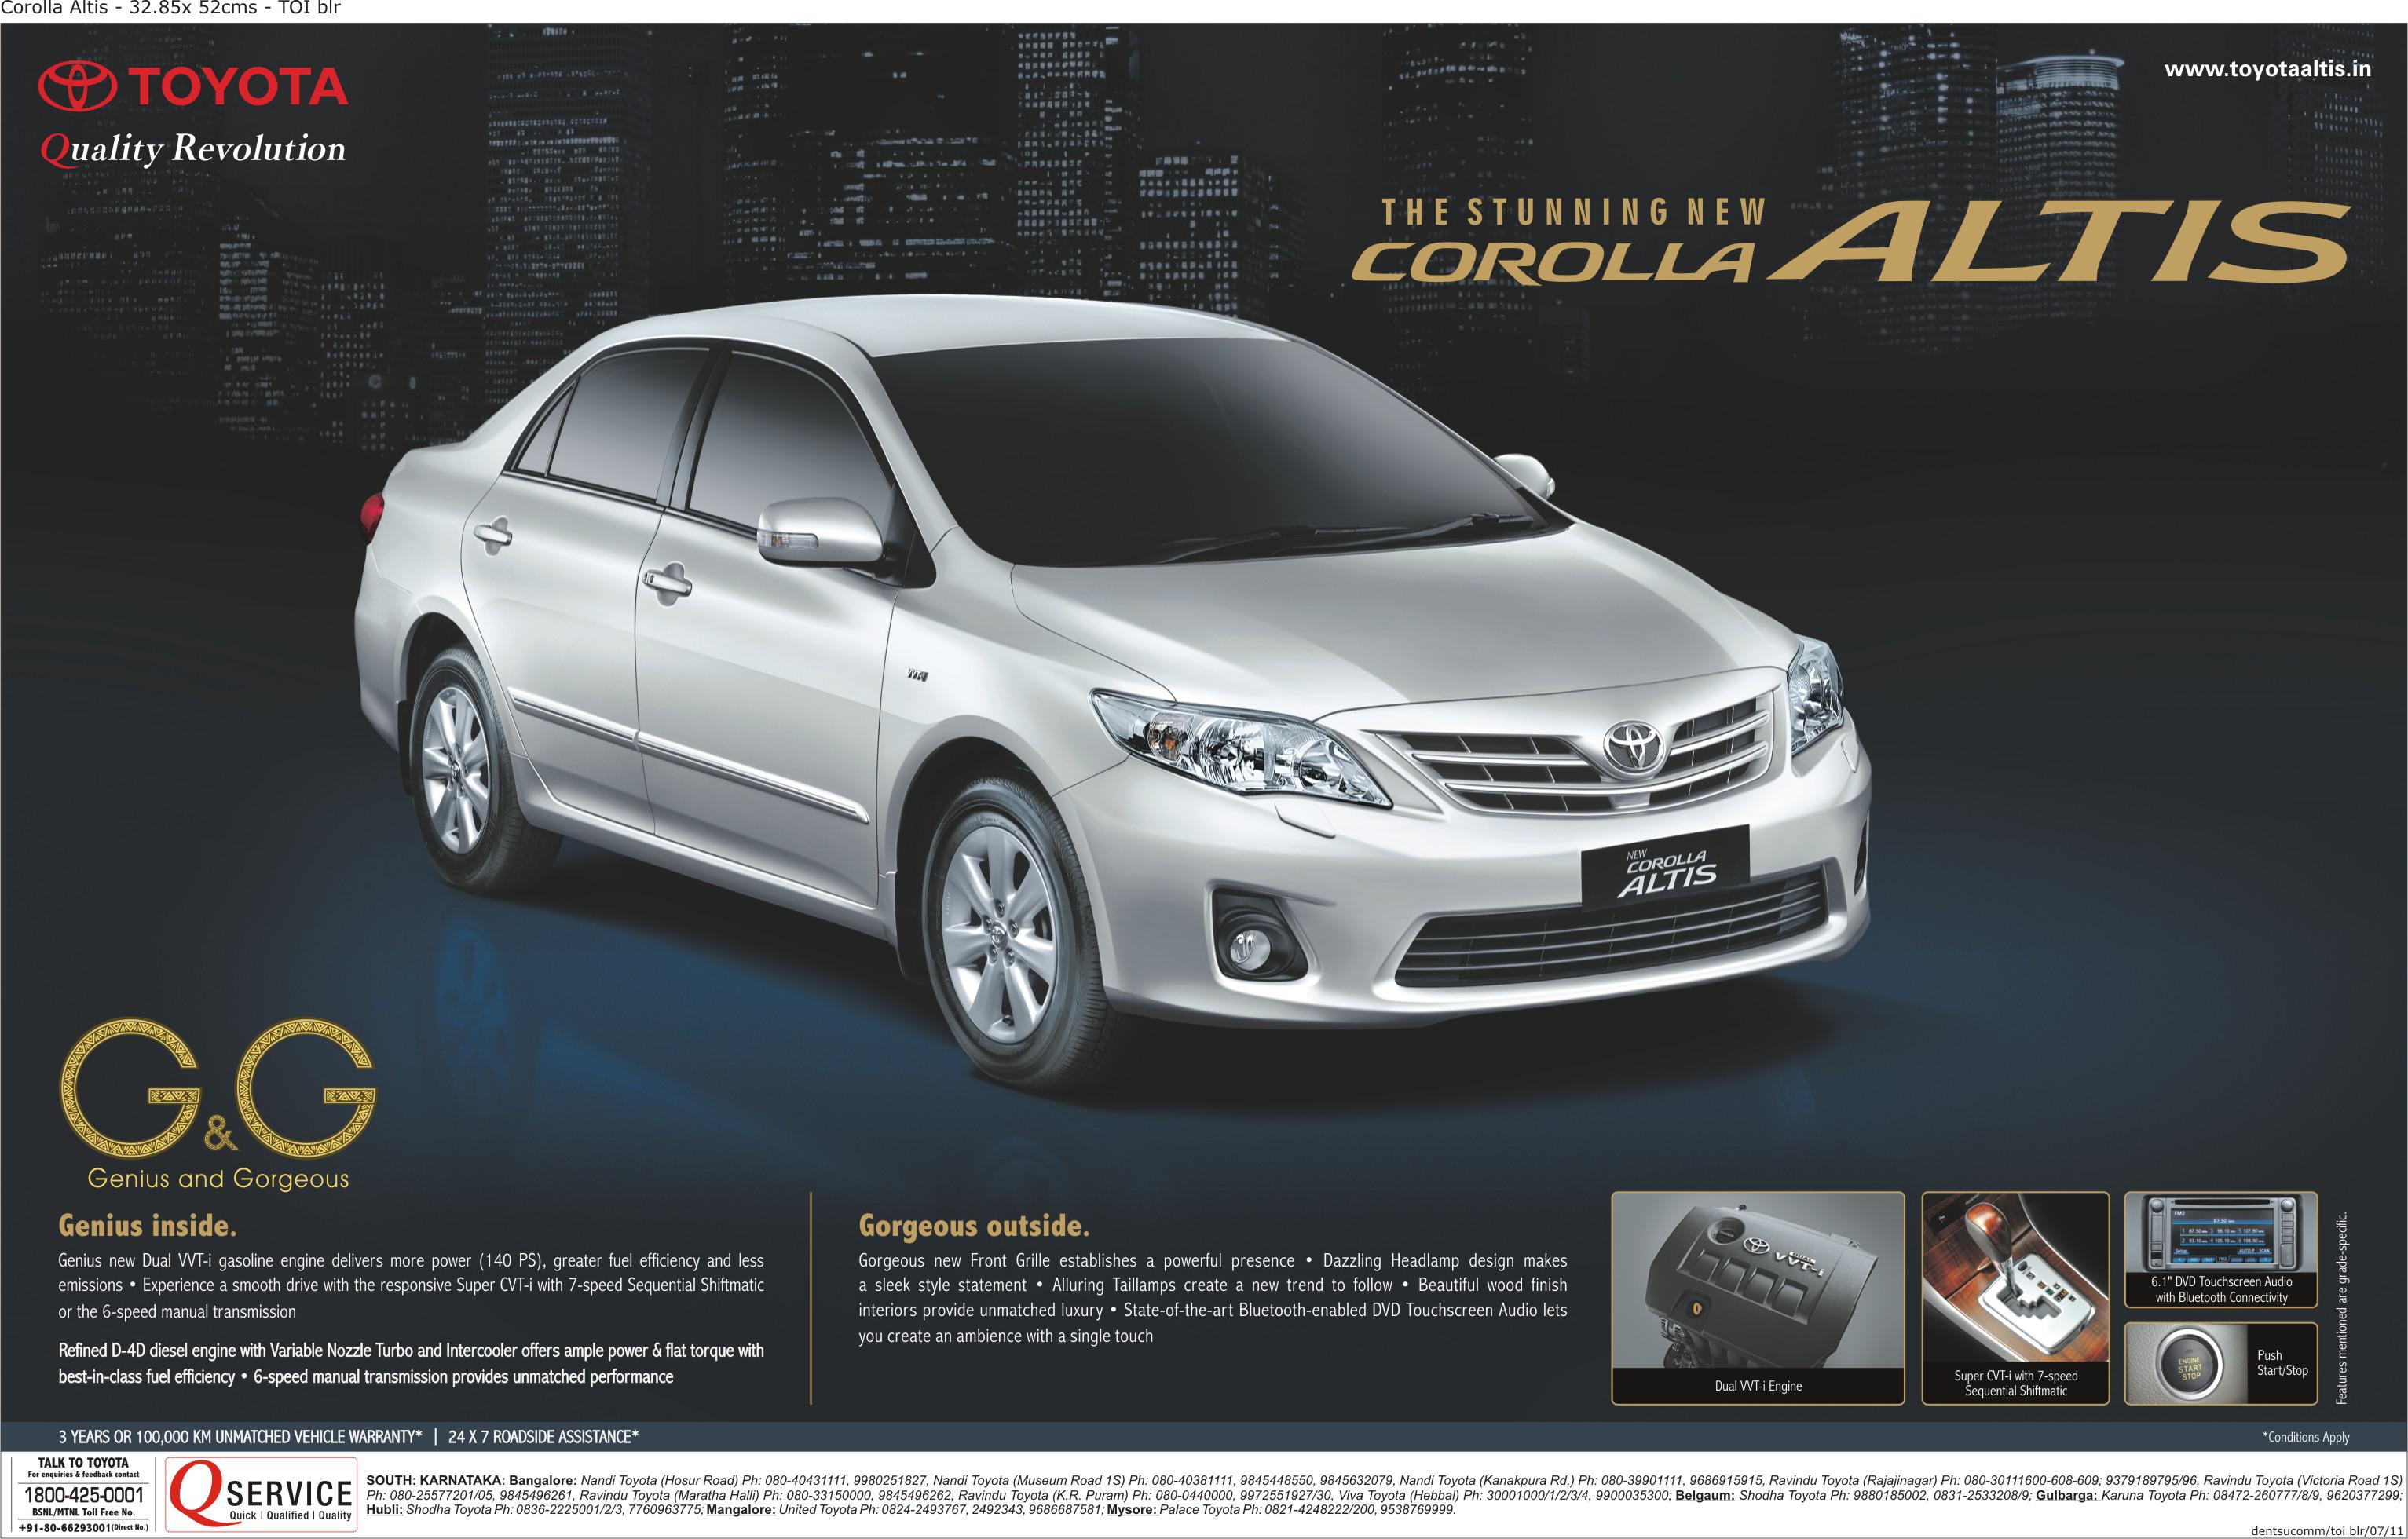 Corolla Altis - 32.85x 52cms - TOI blr
TOYOTA
Quality Revolution
www.toyotaaltis.in
THE STUNNING NEW
COROLLA ALTIS
NEW
COROLLA
ALTIS
G&G
Genius and Gorgeous
Genius inside.
Genius new Dual VVT-i gasoline engine delivers more power (140 PS), greater fuel efficiency and less
emissions • Experience a smooth drive with the responsive Super CVT-i with 7-speed Sequential Shiftmatic
or the 6-speed manual transmission
Refined D-4D diesel engine with Variable Nozzle Turbo and Intercooler offers ample power & flat torque with
best-in-class fuel efficiency • 6-speed manual transmission provides unmatched performance
Gorgeous outside.
Gorgeous new Front Grille establishes a powerful presence • Dazzling Headlamp design makes
a sleek style statement • Alluring Taillamps create a new trend to follow • Beautiful wood finish
interiors provide unmatched luxury • State-of-the-art Bluetooth-enabled DVD Touchscreen Audio lets
you create an ambience with a single touch
DUAL
VVT-i
Dual VVT-i Engine
Super CVT-i with 7-speed
Sequential Shiftmatic
6.1" DVD Touchscreen Audio
with Bluetooth Connectivity
ENGINE
START
STOP
Push
Start/Stop
Features mentioned are grade-specific.
3 YEARS OR 100,000 KM UNMATCHED VEHICLE WARRANTY* | 24 X 7 ROADSIDE ASSISTANCE*
*Conditions Apply
TALK TO TOYOTA
For enquiries & feedback contact
1800-425-0001
BSNL/MTNL Toll Free No.
+91-80-66293001(Direct No.)
Q SERVICE
Quick | Qualified | Quality
SOUTH: KARNATAKA: Bangalore: Nandi Toyota (Hosur Road) Ph: 080-40431111, 9980251827, Nandi Toyota (Museum Road 1S) Ph: 080-40381111, 9845448550, 9845632079, Nandi Toyota (Kanakpura Rd.) Ph: 080-39901111, 9686915915, Ravindu Toyota (Rajajinagar) Ph: 080-30111600-608-609; 9379189795/96, Ravindu Toyota (Victoria Road 1S)
Ph: 080-25577201/05, 9845496261, Ravindu Toyota (Maratha Halli) Ph: 080-33150000, 9845496262, Ravindu Toyota (K.R. Puram) Ph: 080-0440000, 9972551927/30, Viva Toyota (Hebbal) Ph: 30001000/1/2/3/4, 9900035300; Belgaum: Shodha Toyota Ph: 9880185002, 0831-2533208/9; Gulbarga: Karuna Toyota Ph: 08472-260777/8/9, 9620377299;
Hubli: Shodha Toyota Ph: 0836-2225001/2/3, 7760963775; Mangalore: United Toyota Ph: 0824-2493767, 2492343, 9686687581; Mysore: Palace Toyota Ph: 0821-4248222/200, 9538769999.
dentsucomm/toi blr/07/11